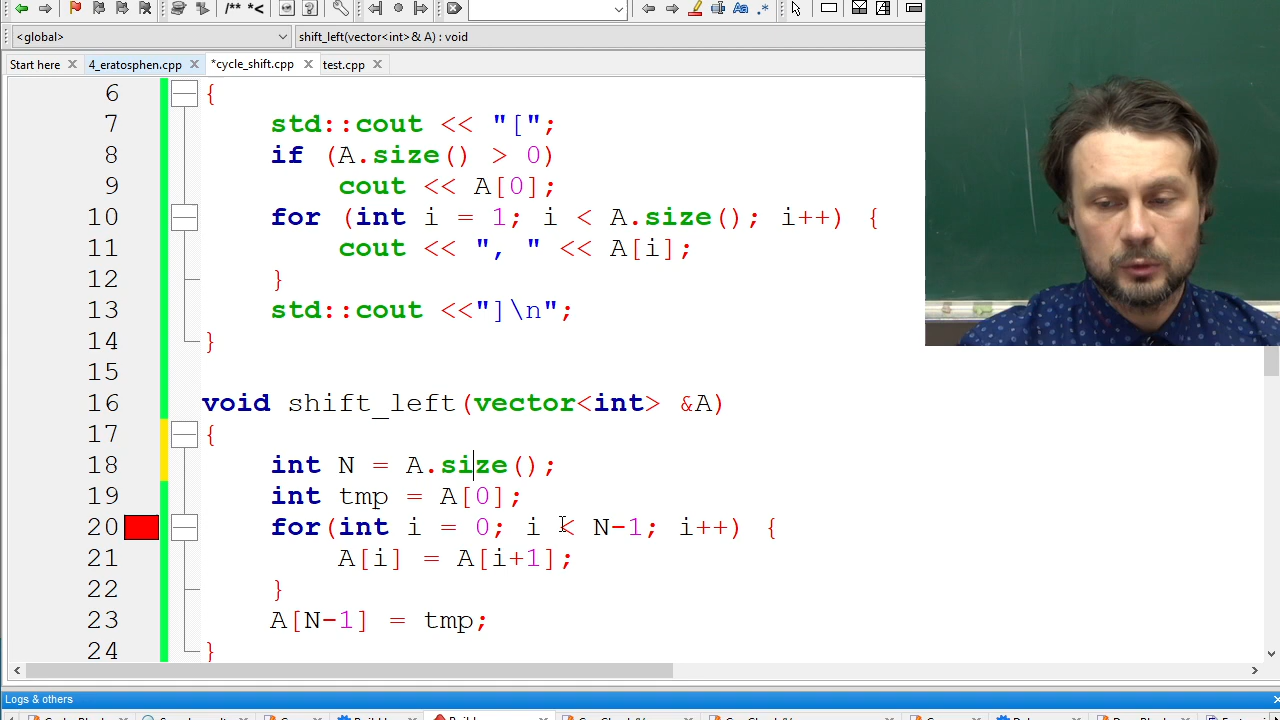 /** *<
<global>
shift_left(vector<int>& A) : void
Start here
4_eratosphen.cpp
*cycle_shift.cpp
test.cpp
6 {
7 std::cout << "[";
8 if (A.size() > 0)
9 cout << A[0];
10 for (int i = 1; i < A.size(); i++) {
11 cout << ", " << A[i];
12 }
13 std::cout <<"]\n";
14 }
15
16 void shift_left(vector<int> &A)
17 {
18 int N = A.size();
19 int tmp = A[0];
20 for(int i = 0; i < N-1; i++) {
21 A[i] = A[i+1];
22 }
23 A[N-1] = tmp;
24 }
Logs & others